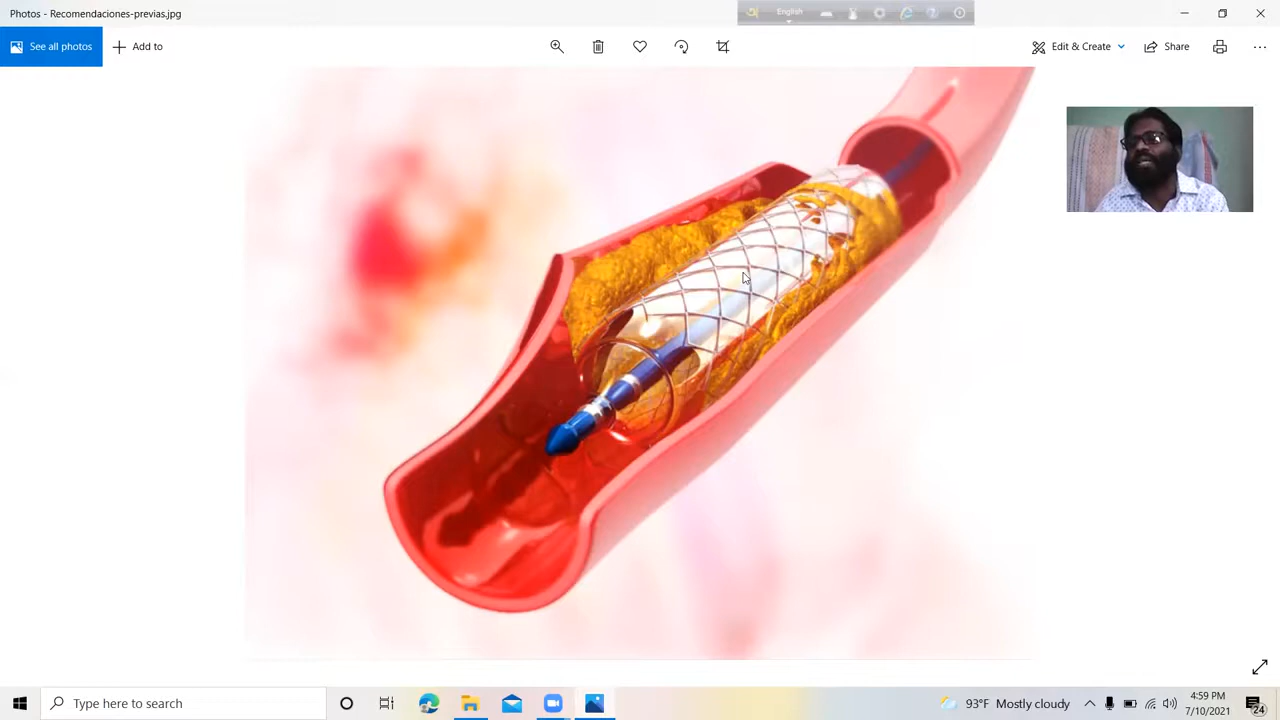 Photos - Recomendaciones-previas.jpg
English
See all photos
Add to
Edit & Create
Share
Type here to search
93°F Mostly cloudy
4:59 PM
7/10/2021
24